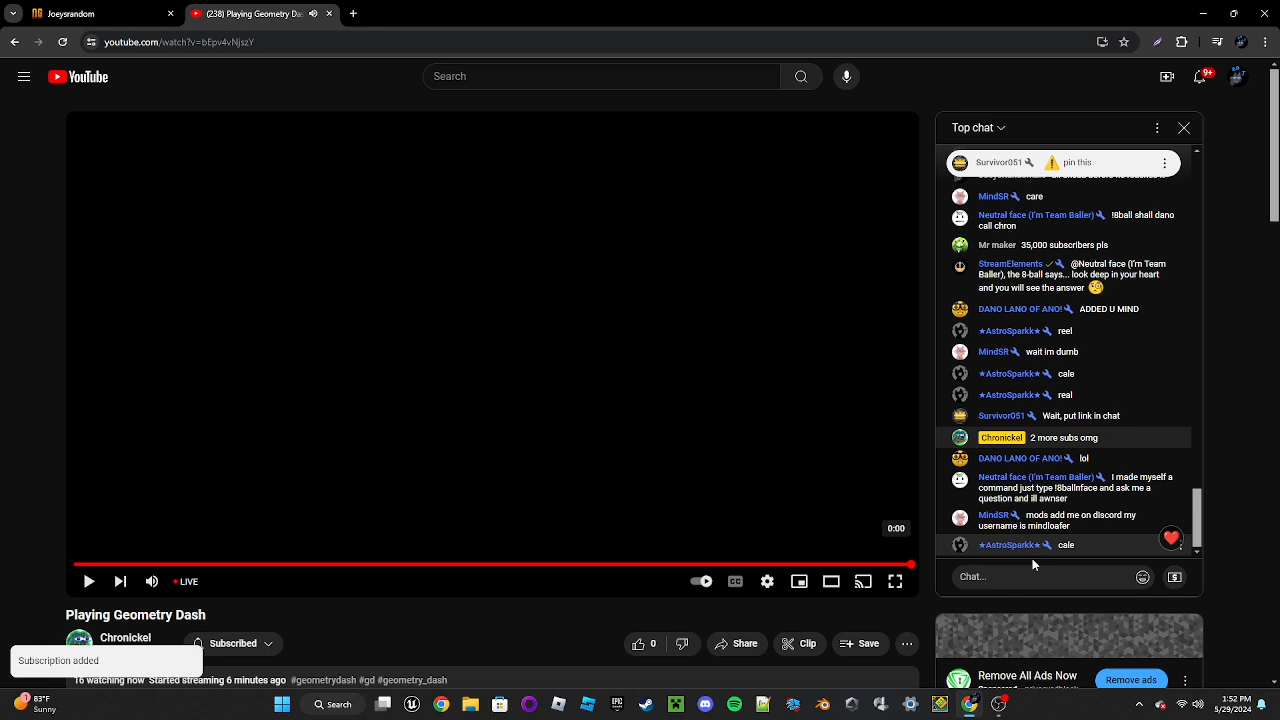 Joeysrandom
(238) Playing Geometry Das
youtube.com/watch?v=bEpv4vNjszY
YouTube
Search
9+
Top chat
Survivor051 ⚠️ pin this
MindSR care
Neutral face (I'm Team Baller) !8ball shall dano
call chron
Mr maker 35,000 subscribers pls
StreamElements ✓ @Neutral face (I'm Team
Baller), the 8-ball says... look deep in your heart
and you will see the answer 🧐
DANO LANO OF ANO! ADDED U MIND
★AstroSparkk★ reel
MindSR wait im dumb
★AstroSparkk★ cale
★AstroSparkk★ real
Survivor051 Wait, put link in chat
Chronickel 2 more subs omg
DANO LANO OF ANO! lol
Neutral face (I'm Team Baller) I made myself a
command just type !8ballnface and ask me a
question and ill awnser
MindSR mods add me on discord my
username is mindloafer
★AstroSparkk★ cale
Chat...
0:00
LIVE
CC
Playing Geometry Dash
Chronickel
Subscribed
0
Share
Clip
Save
Subscription added
16 watching now Started streaming 6 minutes ago #geometrydash #gd #geometry_dash
Remove All Ads Now
Remove ads
83°F
Sunny
Search
1:52 PM
5/29/2024